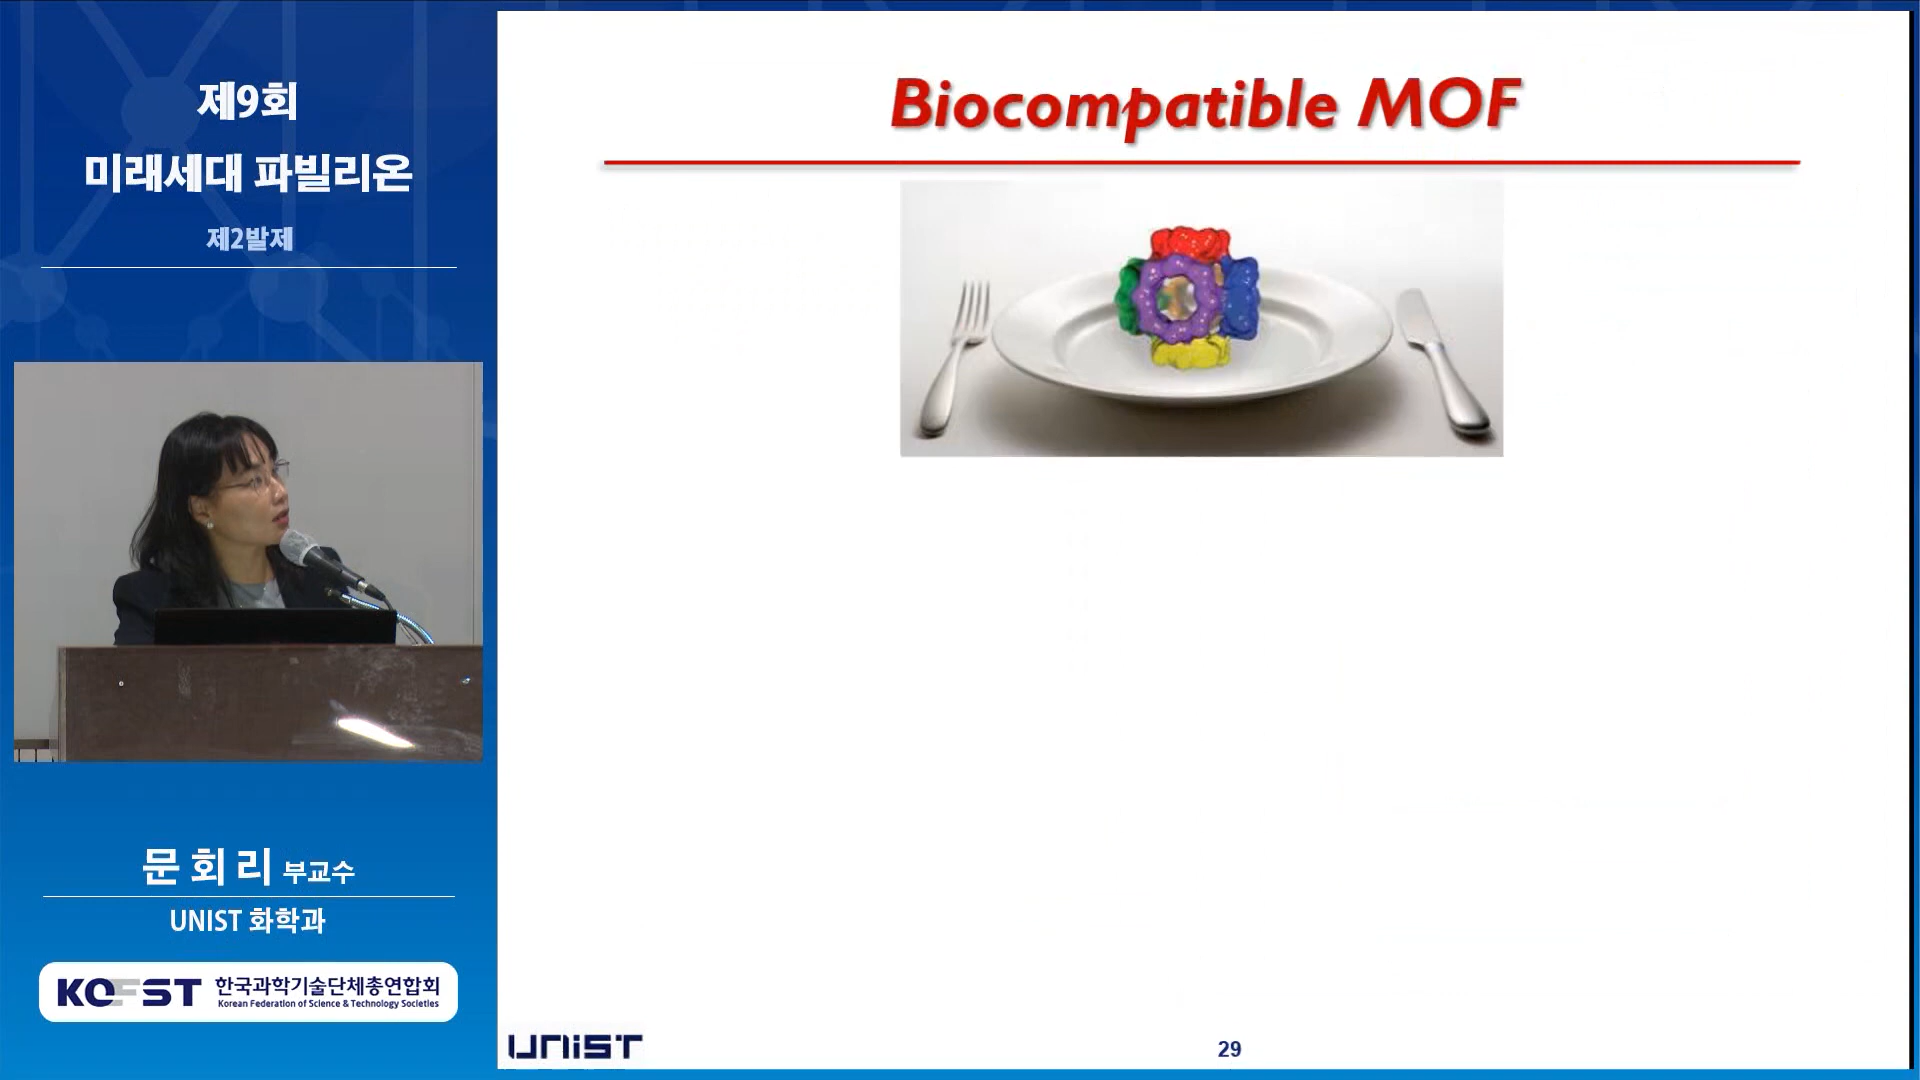 제9회
미래세대 파빌리온
제2발제
문 회 리 부교수
UNIST 화학과
KOFST 한국과학기술단체총연합회
Korean Federation of Science & Technology Societies
Biocompatible MOF
UNIST
29